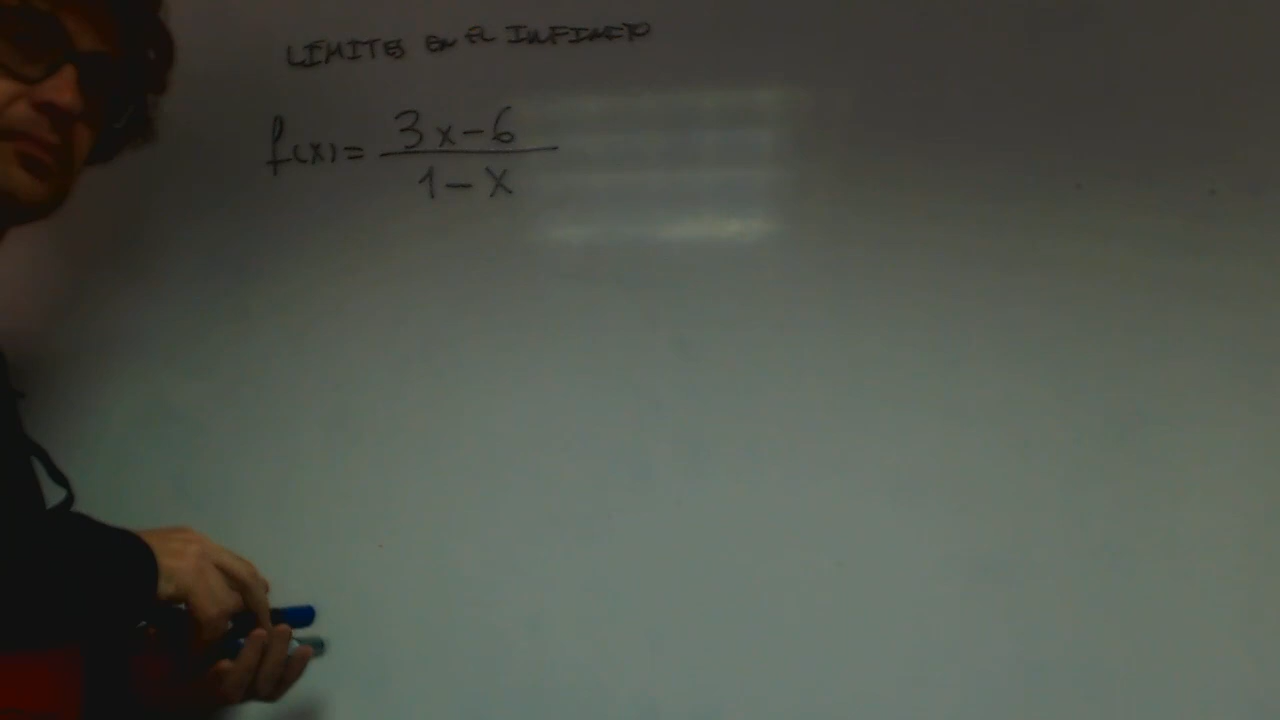 LIMITES EN EL INFINITO
f(x) = 3x-6 / 1-x